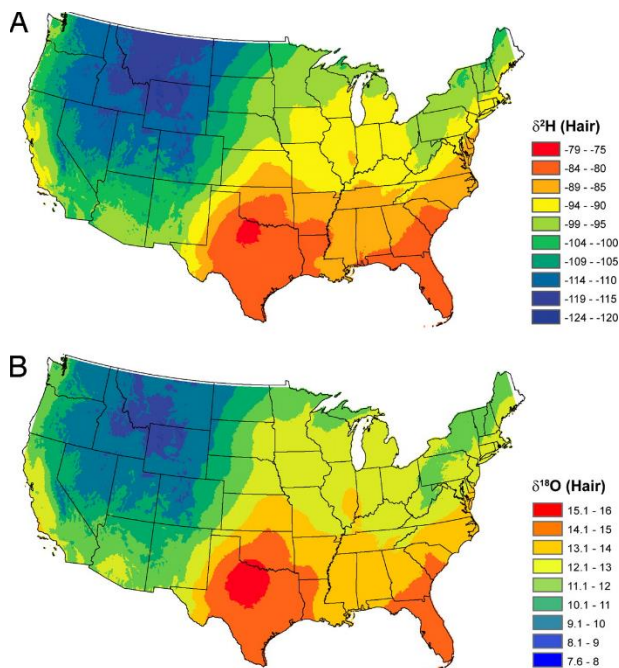 A
δ²H (Hair)
-79 - -75
-84 - -80
-89 - -85
-94 - -90
-99 - -95
-104 - -100
-109 - -105
-114 - -110
-119 - -115
-124 - -120
B
δ¹⁸O (Hair)
15.1 - 16
14.1 - 15
13.1 - 14
12.1 - 13
11.1 - 12
10.1 - 11
9.1 - 10
8.1 - 9
7.6 - 8